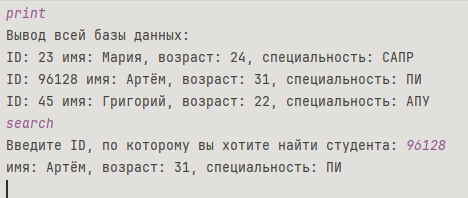 print
Вывод всей базы данных:
ID: 23 имя: Мария, возраст: 24, специальность: САПР
ID: 96128 имя: Артём, возраст: 31, специальность: ПИ
ID: 45 имя: Григорий, возраст: 22, специальность: АПУ
search
Введите ID, по которому вы хотите найти студента: 96128
имя: Артём, возраст: 31, специальность: ПИ